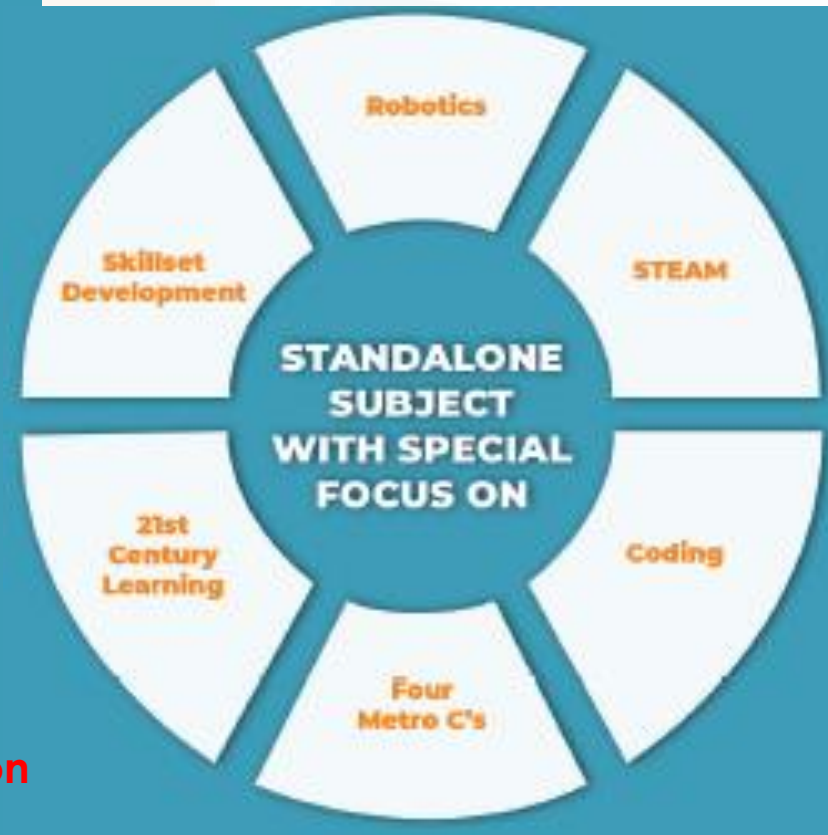 Robotics
STEAM
Coding
Four
Metro C's
21st
Century
Learning
Skillset
Development
STANDALONE
SUBJECT
WITH SPECIAL
FOCUS ON
on